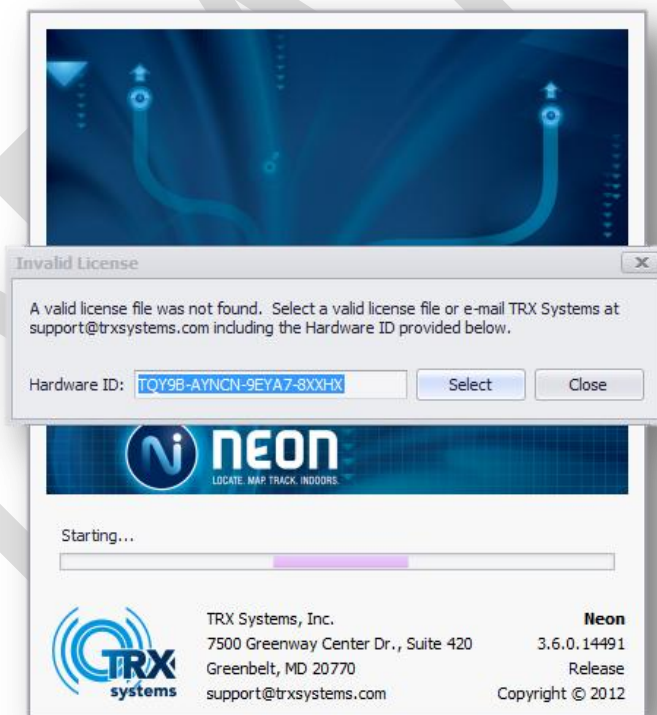 Invalid License
A valid license file was not found. Select a valid license file or e-mail TRX Systems at
support@trxsystems.com including the Hardware ID provided below.
Hardware ID: TQY9B-AYNCN-9EYA7-8XXHX Select Close
Ni neon
LOCATE. MAP. TRACK. INDOORS.
Starting...
TRX systems
TRX Systems, Inc.
7500 Greenway Center Dr., Suite 420
Greenbelt, MD 20770
support@trxsystems.com
Neon
3.6.0.14491
Release
Copyright © 2012